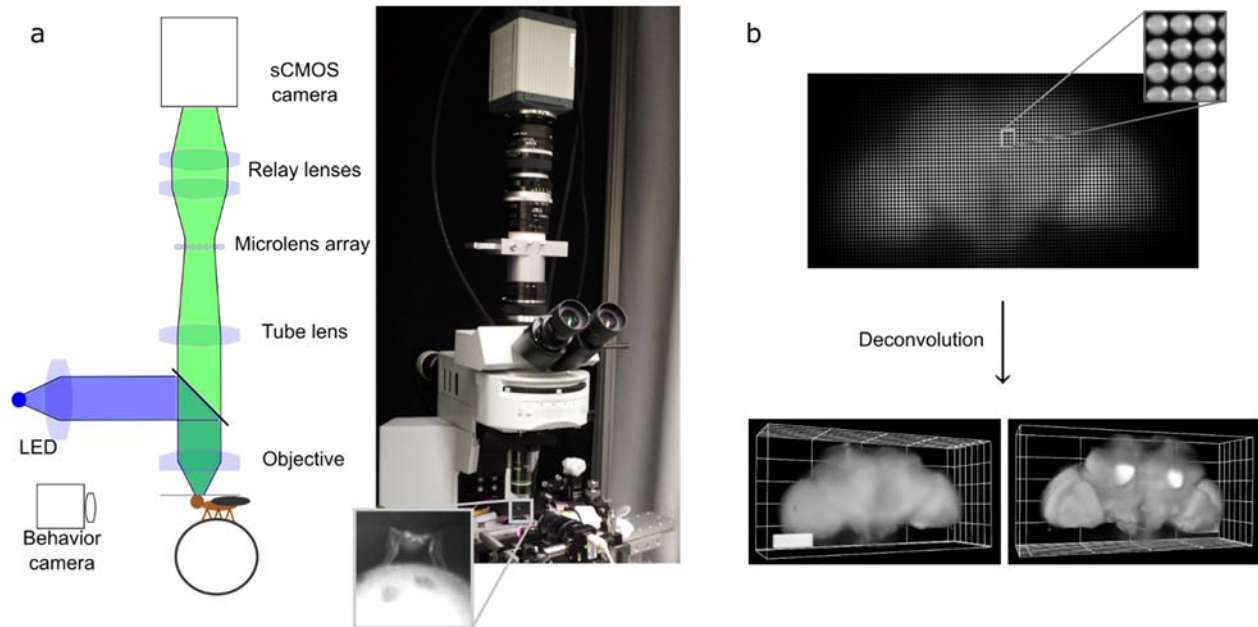 a
sCMOS
camera
Relay lenses
Microlens array
Tube lens
LED
Objective
Behavior
camera
b
Deconvolution